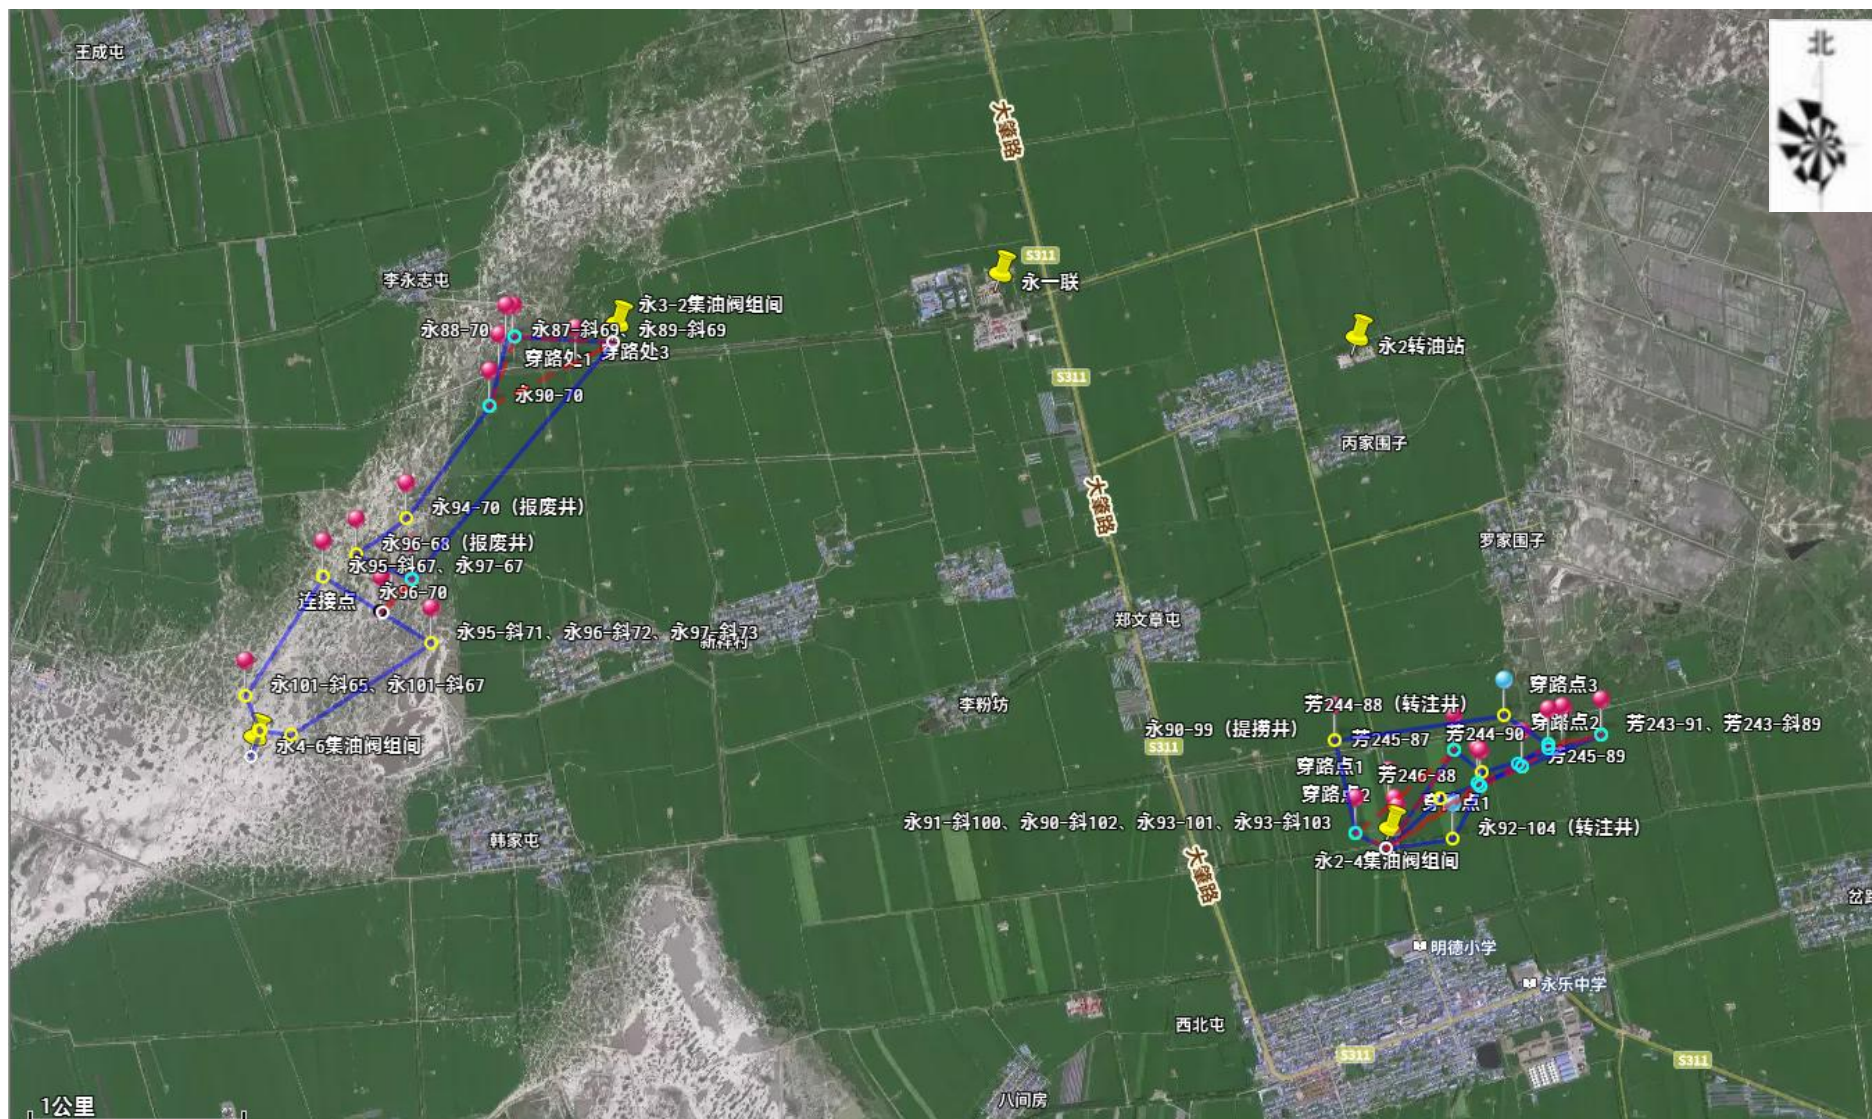 王成屯
北
大肇路
S311
李永志屯
永一联
永3-2集油阀组间
永88-70
永87-斜69、永89-斜69
永2转油站
穿路处1
穿路处3
S311
永90-70
丙家围子
大肇路
永94-70（报废井）
永96-68（报废井）
罗家围子
永95-斜67、永97-67
永96-70
连接点
郑文章屯
永95-斜71、永96-斜72、永97-斜73
永101-斜65、永101-斜67
穿路点3
李粉坊
芳244-88（转注井）
永90-99（提捞井）
穿路点2
芳243-91、芳243-斜89
芳245-87
芳244-90
永4-6集油阀组间
S311
芳245-89
穿路点1
芳246-88
穿路点2
穿路点1
永91-斜100、永90-斜102、永93-101、永93-斜103
永92-104（转注井）
韩家屯
永2-4集油阀组间
大肇路
明德小学
永乐中学
西北屯
S311
S311
八间房
1公里